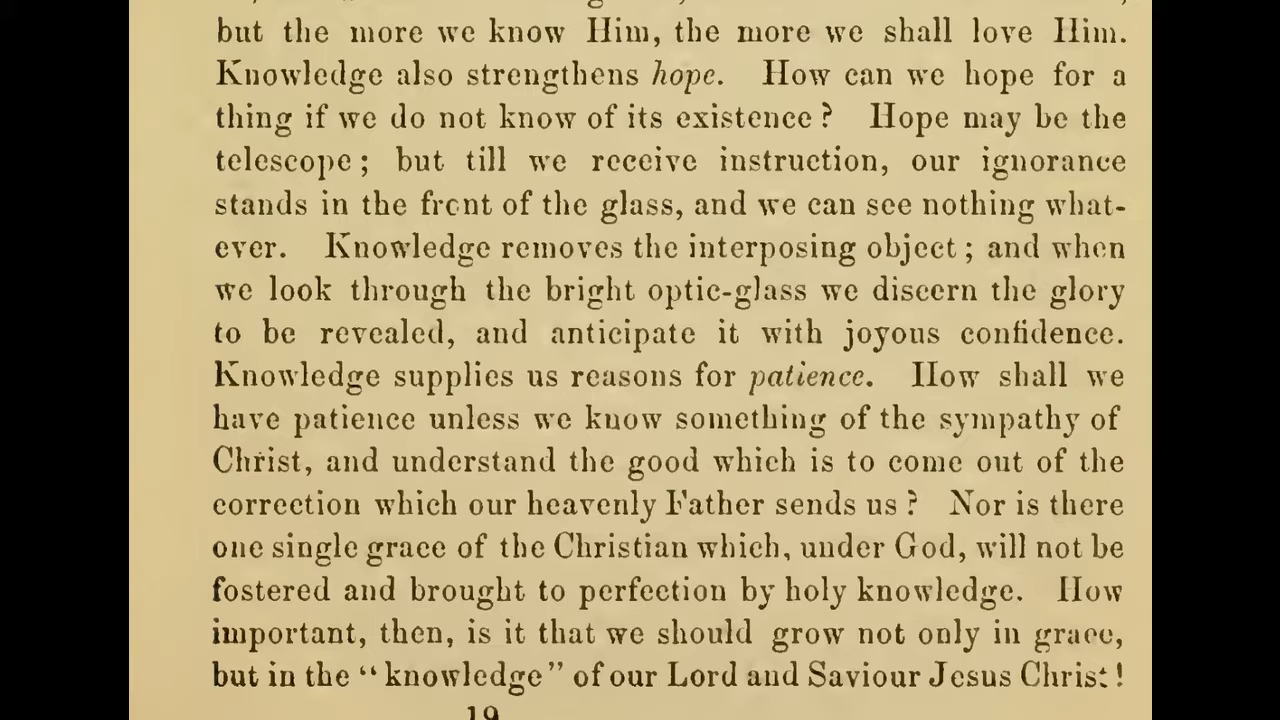 but the more we know Him, the more we shall love Him.
Knowledge also strengthens hope. How can we hope for a
thing if we do not know of its existence? Hope may be the
telescope; but till we receive instruction, our ignorance
stands in the front of the glass, and we can see nothing what-
ever. Knowledge removes the interposing object; and when
we look through the bright optic-glass we discern the glory
to be revealed, and anticipate it with joyous confidence.
Knowledge supplies us reasons for patience. How shall we
have patience unless we know something of the sympathy of
Christ, and understand the good which is to come out of the
correction which our heavenly Father sends us? Nor is there
one single grace of the Christian which, under God, will not be
fostered and brought to perfection by holy knowledge. How
important, then, is it that we should grow not only in grace,
but in the “knowledge” of our Lord and Saviour Jesus Christ!
19